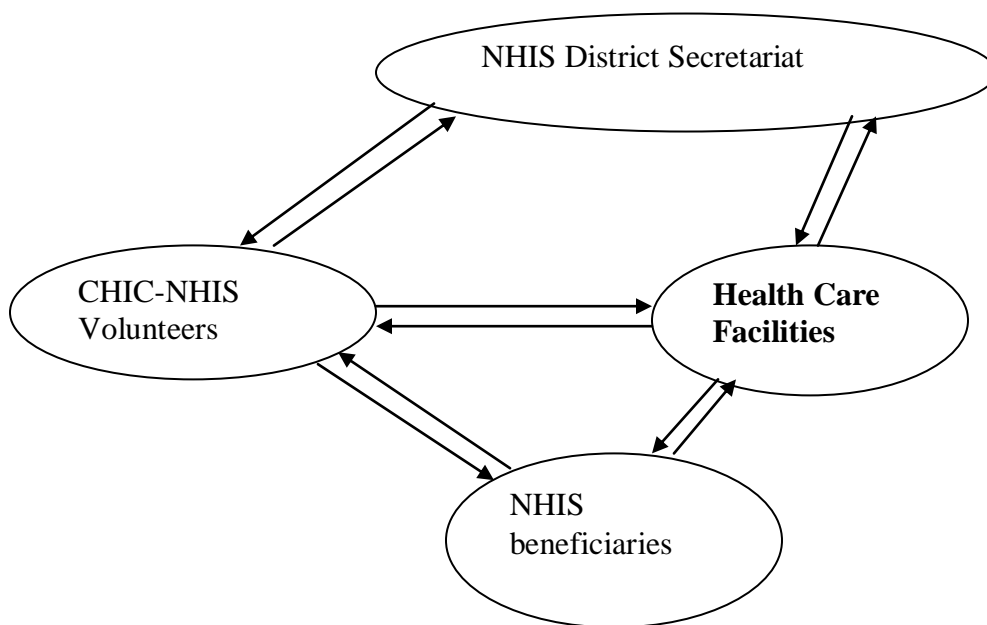 NHIS District Secretariat
CHIC-NHIS
Volunteers
Health Care
Facilities
NHIS
beneficiaries